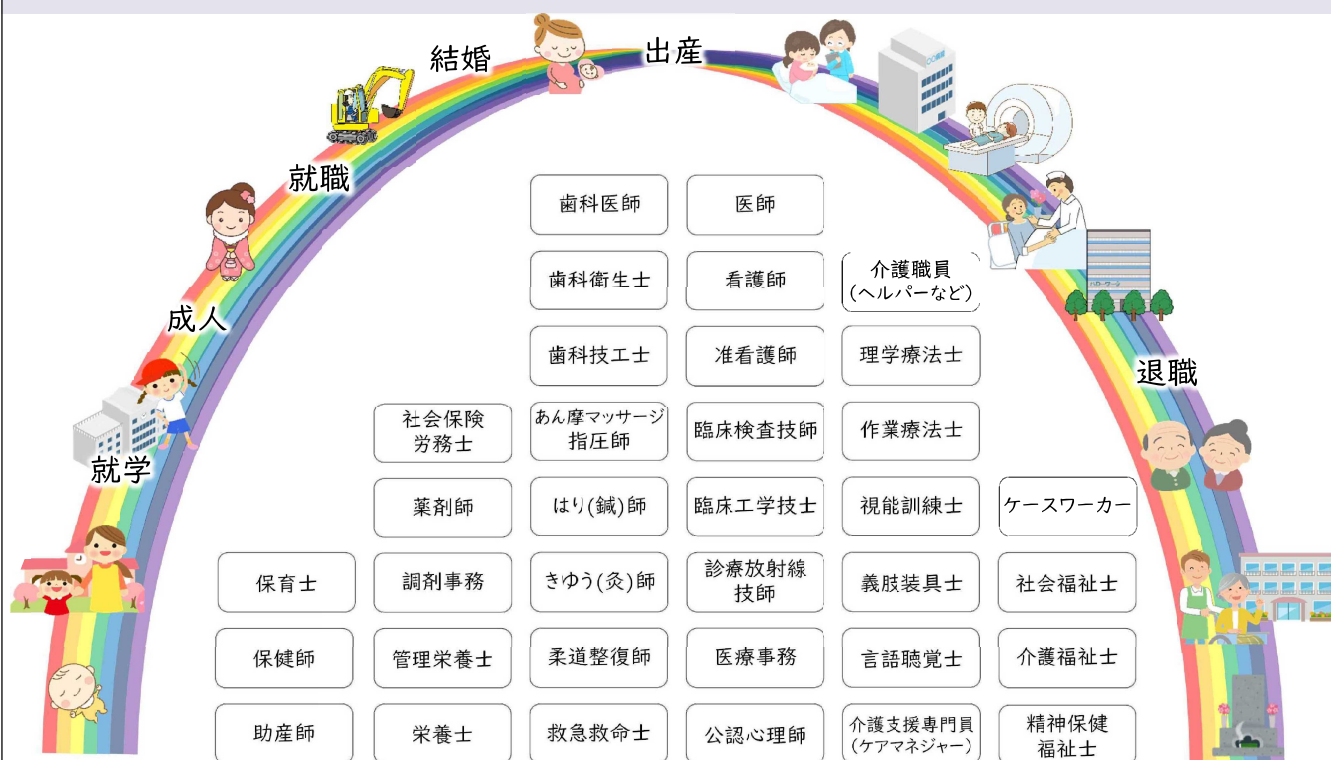 結婚
出産
就職
成人
就学
退職
歯科医師
医師
歯科衛生士
看護師
介護職員
(ヘルパーなど)
歯科技工士
准看護師
理学療法士
社会保険
労務士
あん摩マッサージ
指圧師
臨床検査技師
作業療法士
薬剤師
はり(鍼)師
臨床工学技士
視能訓練士
ケースワーカー
保育士
調剤事務
きゆう(灸)師
診療放射線
技師
義肢装具士
社会福祉士
保健師
管理栄養士
柔道整復師
医療事務
言語聴覚士
介護福祉士
助産師
栄養士
救急救命士
公認心理師
介護支援専門員
(ケアマネジャー)
精神保健
福祉士
ハローワーク